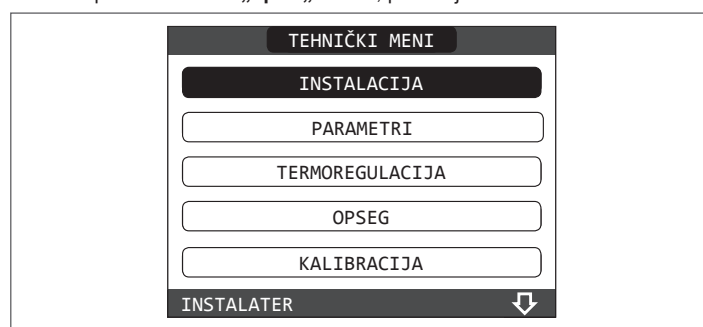 TEHNIČKI MENI
INSTALACIJA
PARAMETRI
TERMOREGULACIJA
OPSEG
KALIBRACIJA
INSTALATER